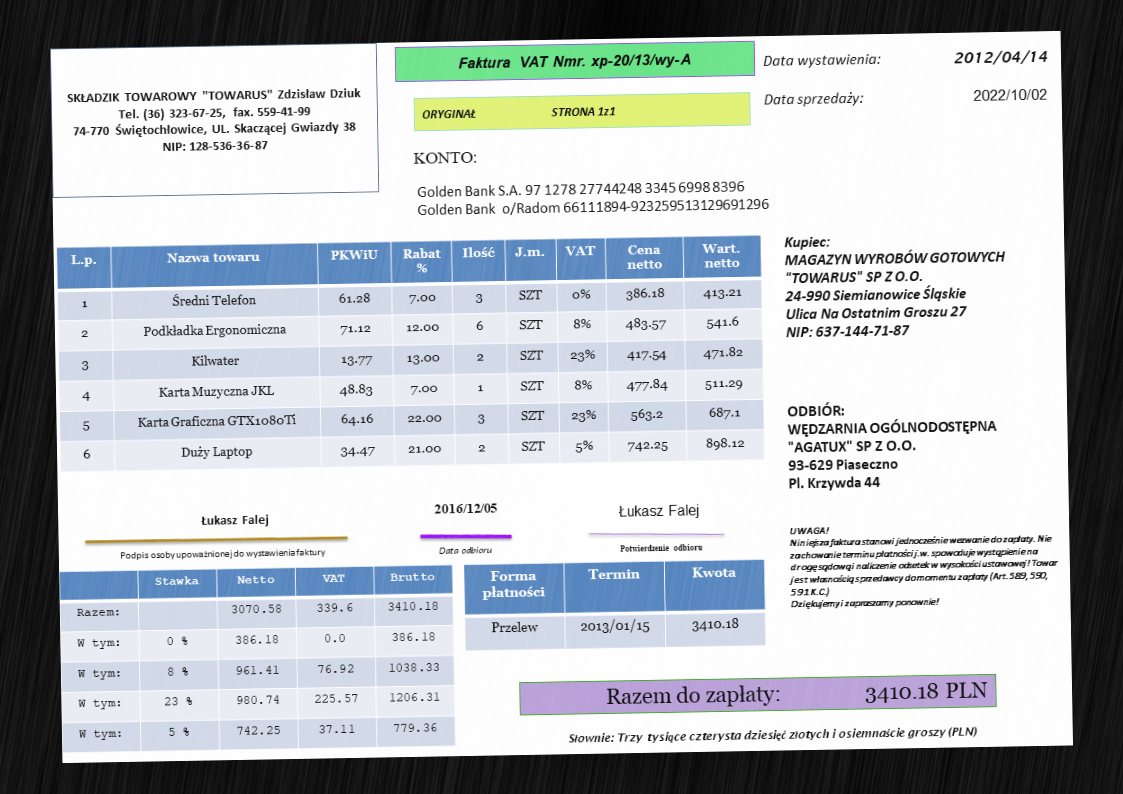 SKŁADZIK TOWAROWY "TOWARUS" Zdzisław Dziuk
Tel. (36) 323-67-25, fax. 559-41-99
74-770 Świętochłowice, UL. Skaczącej Gwiazdy 38
NIP: 128-536-36-87
Faktura VAT Nmr. xp-20/13/wy-A
ORYGINAŁ STRONA 1z1
Data wystawienia: 2012/04/14
Data sprzedaży: 2022/10/02
KONTO:
Golden Bank S.A. 97 1278 27744248 3345 6998 8396
Golden Bank o/Radom 66111894-923259513129691296
L.p. Nazwa towaru PKWiU Rabat % Ilość J.m. VAT Cena netto Wart. netto
1 Średni Telefon 61.28 7.00 3 SZT 0% 386.18 413.21
2 Podkładka Ergonomiczna 71.12 12.00 6 SZT 8% 483.57 541.6
3 Kilwater 13.77 13.00 2 SZT 23% 417.54 471.82
4 Karta Muzyczna JKL 48.83 7.00 1 SZT 8% 477.84 511.29
5 Karta Graficzna GTX1080Ti 64.16 22.00 3 SZT 23% 563.2 687.1
6 Duży Laptop 34.47 21.00 2 SZT 5% 742.25 898.12
Kupiec:
MAGAZYN WYROBÓW GOTOWYCH
"TOWARUS" SP Z O.O.
24-990 Siemianowice Śląskie
Ulica Na Ostatnim Groszu 27
NIP: 637-144-71-87
ODBIÓR:
WĘDZARNIA OGÓLNODOSTĘPNA
"AGATUX" SP Z O.O.
93-629 Piaseczno
Pl. Krzywda 44
Łukasz Falej
Podpis osoby upoważnionej do wystawienia faktury
2016/12/05
Data odbioru
Łukasz Falej
Potwierdzenie odbioru
UWAGA!
Niniejsza faktura stanowi jednocześnie wezwanie do zapłaty. Nie
zachowanie terminu płatności j.w. spowoduje wystąpienie na
drogę sądową i naliczenie odsetek w wysokości ustawowej! Towar
jest własnością sprzedawcy do momentu zapłaty (Art. 589, 590,
591 K.C.)
Dziękujemy i zapraszamy ponownie!
Stawka Netto VAT Brutto
Razem: 3070.58 339.6 3410.18
W tym: 0 % 386.18 0.0 386.18
W tym: 8 % 961.41 76.92 1038.33
W tym: 23 % 980.74 225.57 1206.31
W tym: 5 % 742.25 37.11 779.36
Forma płatności Termin Kwota
Przelew 2013/01/15 3410.18
Razem do zapłaty: 3410.18 PLN
Słownie: Trzy tysiące czterysta dziesięć złotych i osiemnaście groszy (PLN)